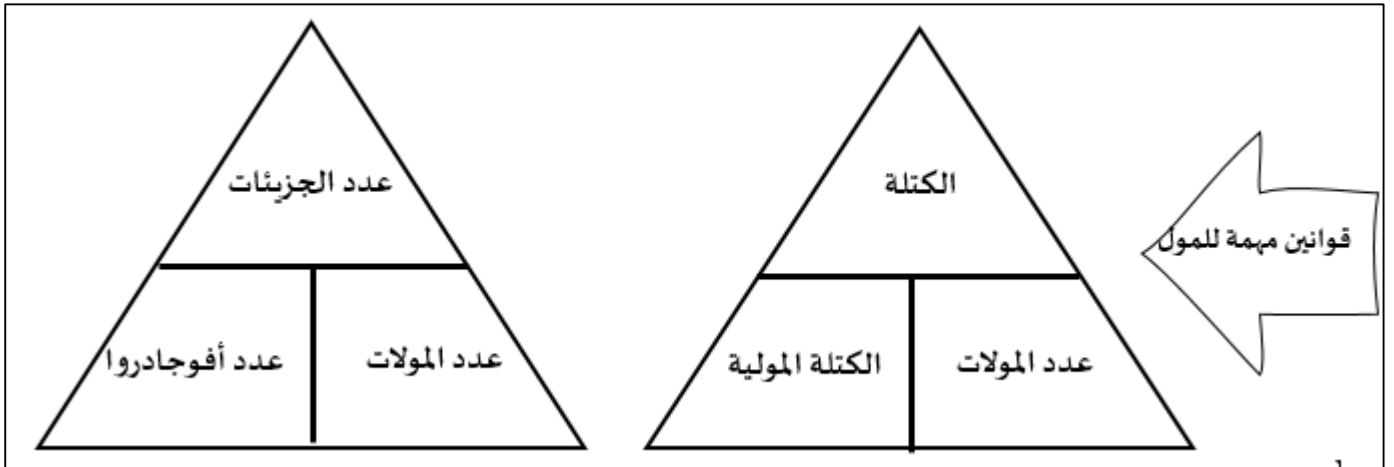 قوانين مهمة للمول
الكتلة
عدد المولات
الكتلة المولية
عدد الجزيئات
عدد المولات
عدد أفوجادروا